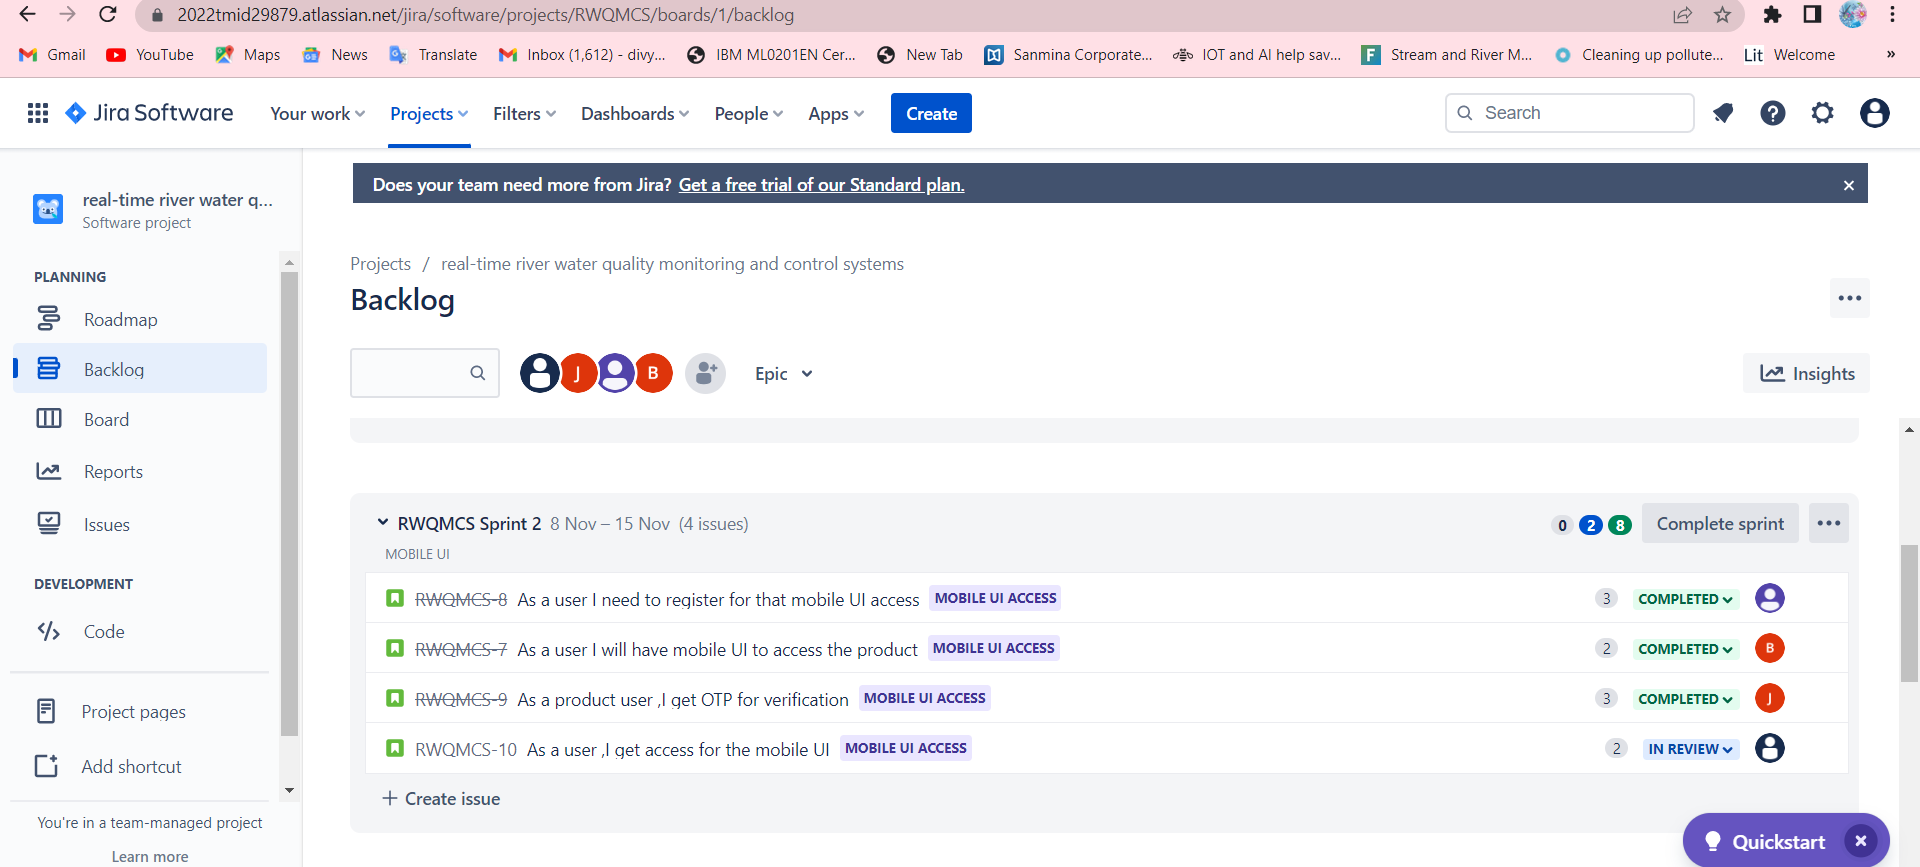 2022tmid29879.atlassian.net/jira/software/projects/RWQMCS/boards/1/backlog
Gmail YouTube Maps News Translate Inbox (1,612) - divy... IBM ML0201EN Cer... New Tab Sanmina Corporate... IOT and AI help sav... Stream and River M... Cleaning up pollute... Lit Welcome »
Jira Software Your work Projects Filters Dashboards People Apps Create Search
Does your team need more from Jira? Get a free trial of our Standard plan.
real-time river water q...
Software project
PLANNING
Roadmap
Backlog
Board
Reports
Issues
DEVELOPMENT
Code
Project pages
Add shortcut
You're in a team-managed project
Learn more
Projects / real-time river water quality monitoring and control systems
Backlog
J B Epic Insights
RWQMCS Sprint 2 8 Nov – 15 Nov (4 issues) 0 2 8 Complete sprint
MOBILE UI
RWQMCS-8 As a user I need to register for that mobile UI access MOBILE UI ACCESS 3 COMPLETED
RWQMCS-7 As a user I will have mobile UI to access the product MOBILE UI ACCESS 2 COMPLETED B
RWQMCS-9 As a product user ,I get OTP for verification MOBILE UI ACCESS 3 COMPLETED J
RWQMCS-10 As a user ,I get access for the mobile UI MOBILE UI ACCESS 2 IN REVIEW
+ Create issue
Quickstart